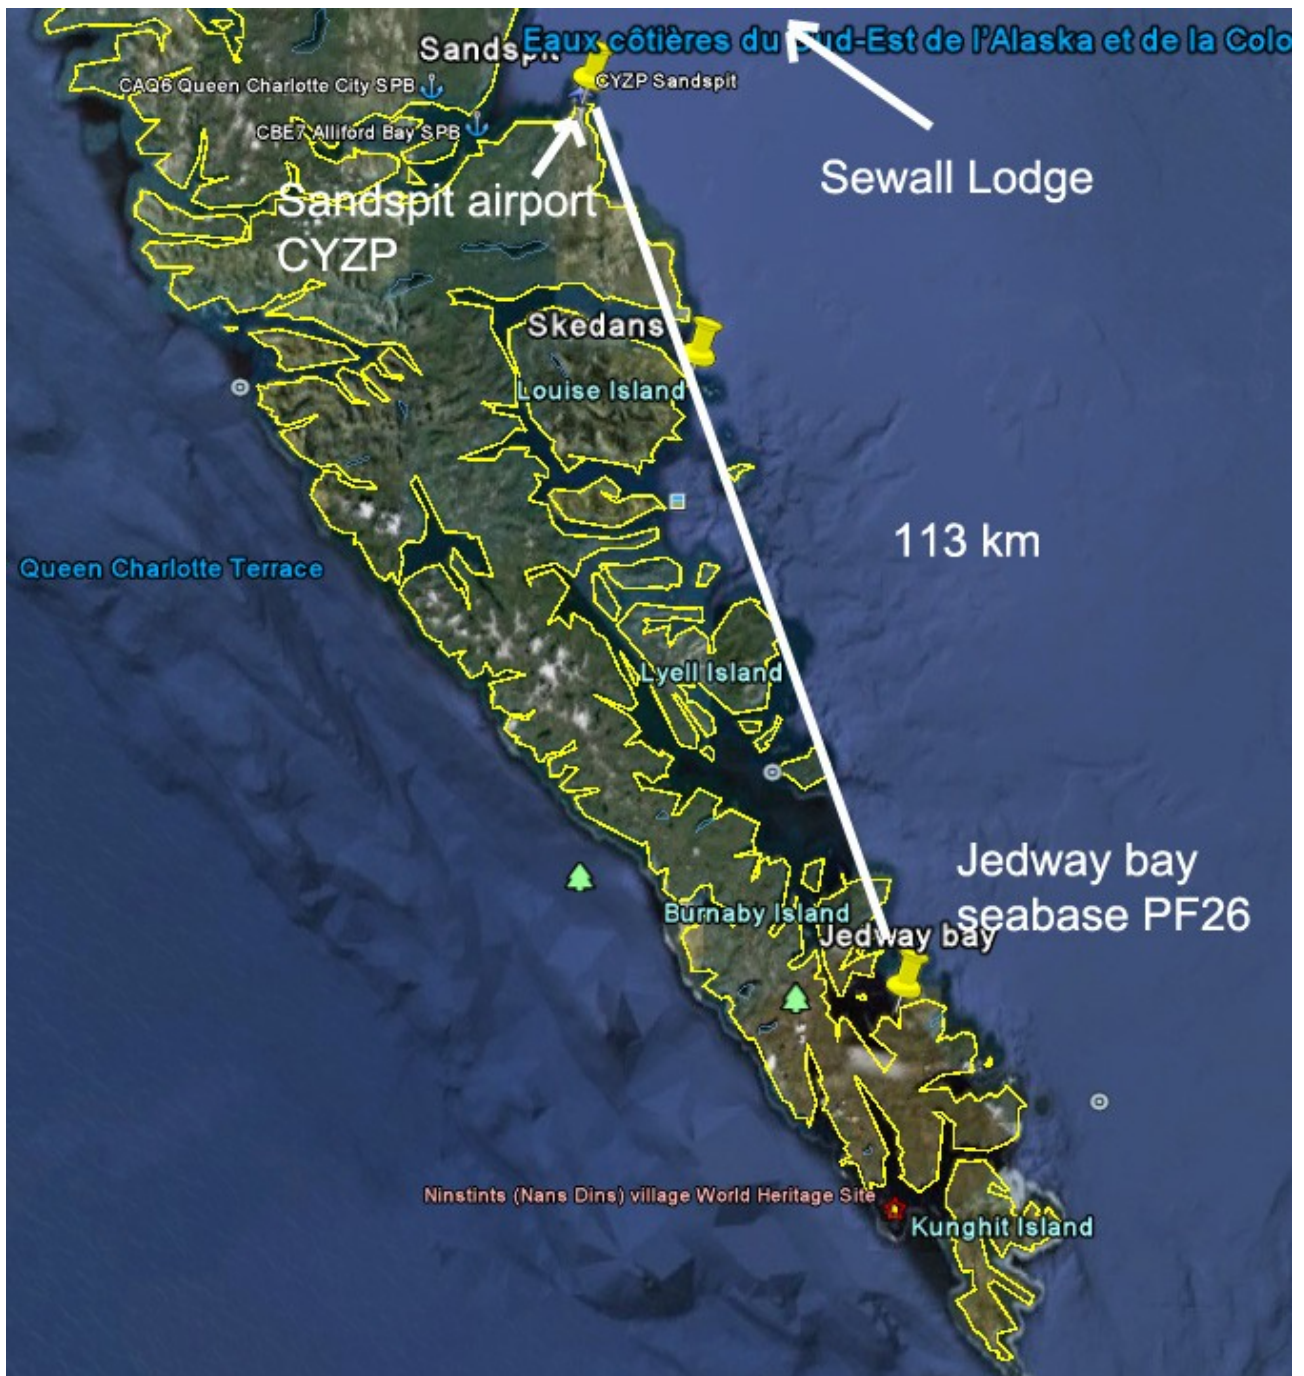 Sandspit
Eaux côtières du Sud-Est de l'Alaska et de la Colo
CYZP Sandspit
CAQ6 Queen Charlotte City SPB
CBE7 Alliford Bay SPB
Sewall Lodge
Sandspit airport
CYZP
Skedans
Louise Island
113 km
Queen Charlotte Terrace
Lyell Island
Jedway bay
seabase PF26
Burnaby Island
Jedway bay
Ninstints (Nans Dins) village World Heritage Site
Kunghit Island